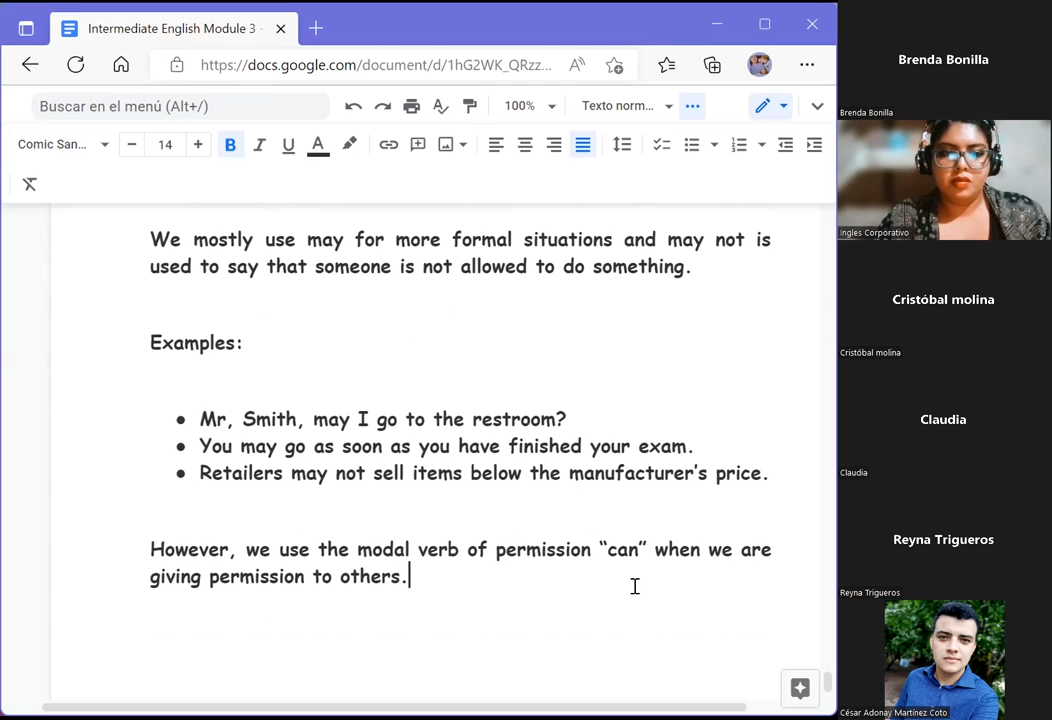 Intermediate English Module 3 -
https://docs.google.com/document/d/1hG2WK_QRzz...
Buscar en el menú (Alt+/)
100%
Texto norm...
Comic San...
14
B
I
U
A
We mostly use may for more formal situations and may not is
used to say that someone is not allowed to do something.
Examples:
● Mr, Smith, may I go to the restroom?
● You may go as soon as you have finished your exam.
● Retailers may not sell items below the manufacturer's price.
However, we use the modal verb of permission “can” when we are
giving permission to others.
Brenda Bonilla
Brenda Bonilla
Ingles Corporativo
Cristóbal molina
Cristóbal molina
Claudia
Claudia
Reyna Trigueros
Reyna Trigueros
César Adonay Martínez Coto